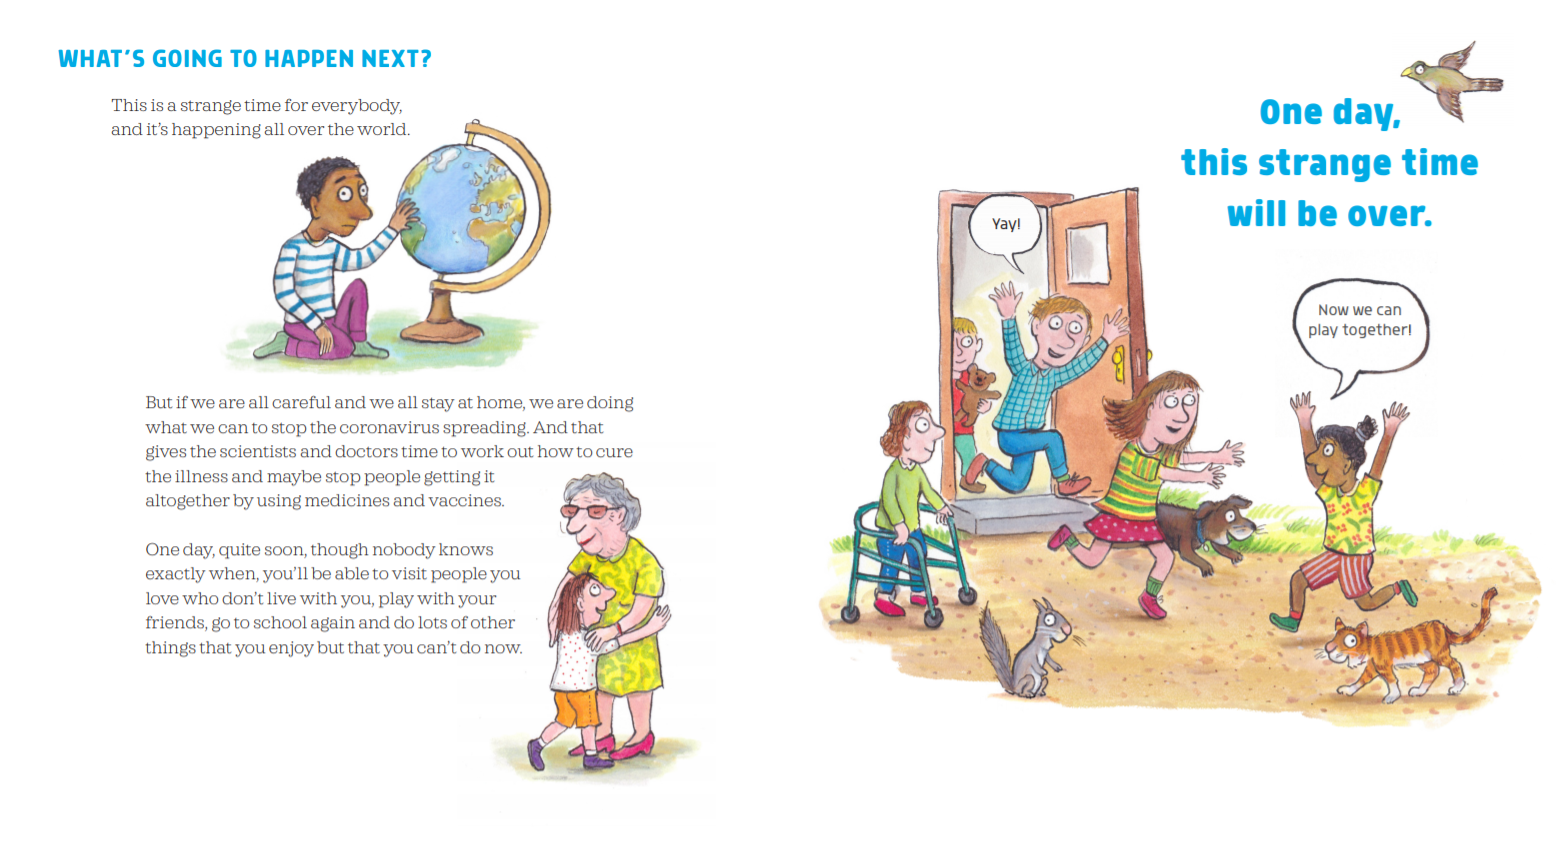 WHAT'S GOING TO HAPPEN NEXT?
This is a strange time for everybody,
and it's happening all over the world.
But if we are all careful and we all stay at home, we are doing
what we can to stop the coronavirus spreading. And that
gives the scientists and doctors time to work out how to cure
the illness and maybe stop people getting it
altogether by using medicines and vaccines.
One day, quite soon, though nobody knows
exactly when, you'll be able to visit people you
love who don't live with you, play with your
friends, go to school again and do lots of other
things that you enjoy but that you can't do now.
One day,
this strange time
will be over.
Yay!
Now we can
play together!